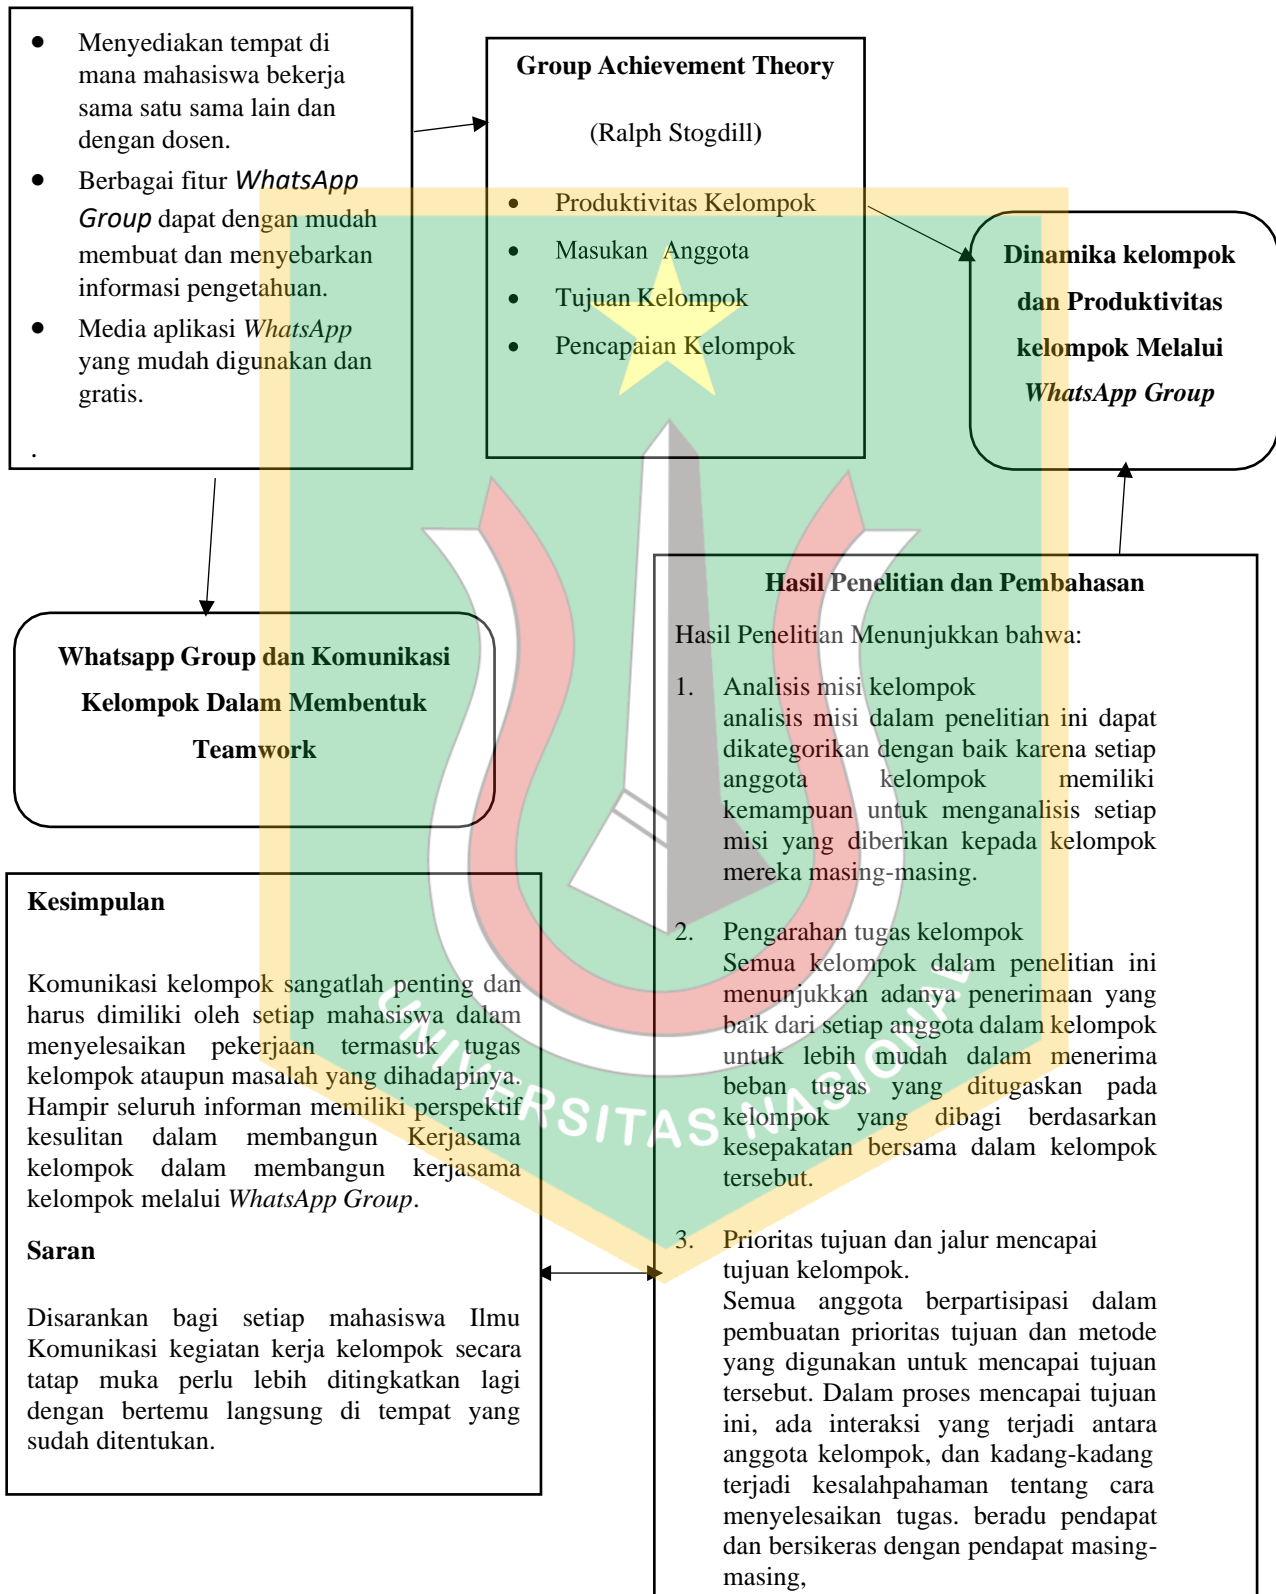 • Menyediakan tempat di
mana mahasiswa bekerja
sama satu sama lain dan
dengan dosen.
• Berbagai fitur WhatsApp
Group dapat dengan mudah
membuat dan menyebarkan
informasi pengetahuan.
• Media aplikasi WhatsApp
yang mudah digunakan dan
gratis.
.
Group Achievement Theory
(Ralph Stogdill)
• Produktivitas Kelompok
• Masukan Anggota
• Tujuan Kelompok
• Pencapaian Kelompok
Dinamika kelompok
dan Produktivitas
kelompok Melalui
WhatsApp Group
Whatsapp Group dan Komunikasi
Kelompok Dalam Membentuk
Teamwork
Hasil Penelitian dan Pembahasan
Hasil Penelitian Menunjukkan bahwa:
1. Analisis misi kelompok
analisis misi dalam penelitian ini dapat
dikategorikan dengan baik karena setiap
anggota kelompok memiliki
kemampuan untuk menganalisis setiap
misi yang diberikan kepada kelompok
mereka masing-masing.
2. Pengarahan tugas kelompok
Semua kelompok dalam penelitian ini
menunjukkan adanya penerimaan yang
baik dari setiap anggota dalam kelompok
untuk lebih mudah dalam menerima
beban tugas yang ditugaskan pada
kelompok yang dibagi berdasarkan
kesepakatan bersama dalam kelompok
tersebut.
3. Prioritas tujuan dan jalur mencapai
tujuan kelompok.
Semua anggota berpartisipasi dalam
pembuatan prioritas tujuan dan metode
yang digunakan untuk mencapai tujuan
tersebut. Dalam proses mencapai tujuan
ini, ada interaksi yang terjadi antara
anggota kelompok, dan kadang-kadang
terjadi kesalahpahaman tentang cara
menyelesaikan tugas. beradu pendapat
dan bersikeras dengan pendapat masing-
masing,
Kesimpulan
Komunikasi kelompok sangatlah penting dan
harus dimiliki oleh setiap mahasiswa dalam
menyelesaikan pekerjaan termasuk tugas
kelompok ataupun masalah yang dihadapinya.
Hampir seluruh informan memiliki perspektif
kesulitan dalam membangun Kerjasama
kelompok dalam membangun kerjasama
kelompok melalui WhatsApp Group.
Saran
Disarankan bagi setiap mahasiswa Ilmu
Komunikasi kegiatan kerja kelompok secara
tatap muka perlu lebih ditingkatkan lagi
dengan bertemu langsung di tempat yang
sudah ditentukan.
UNIVERSITAS NASIONAL